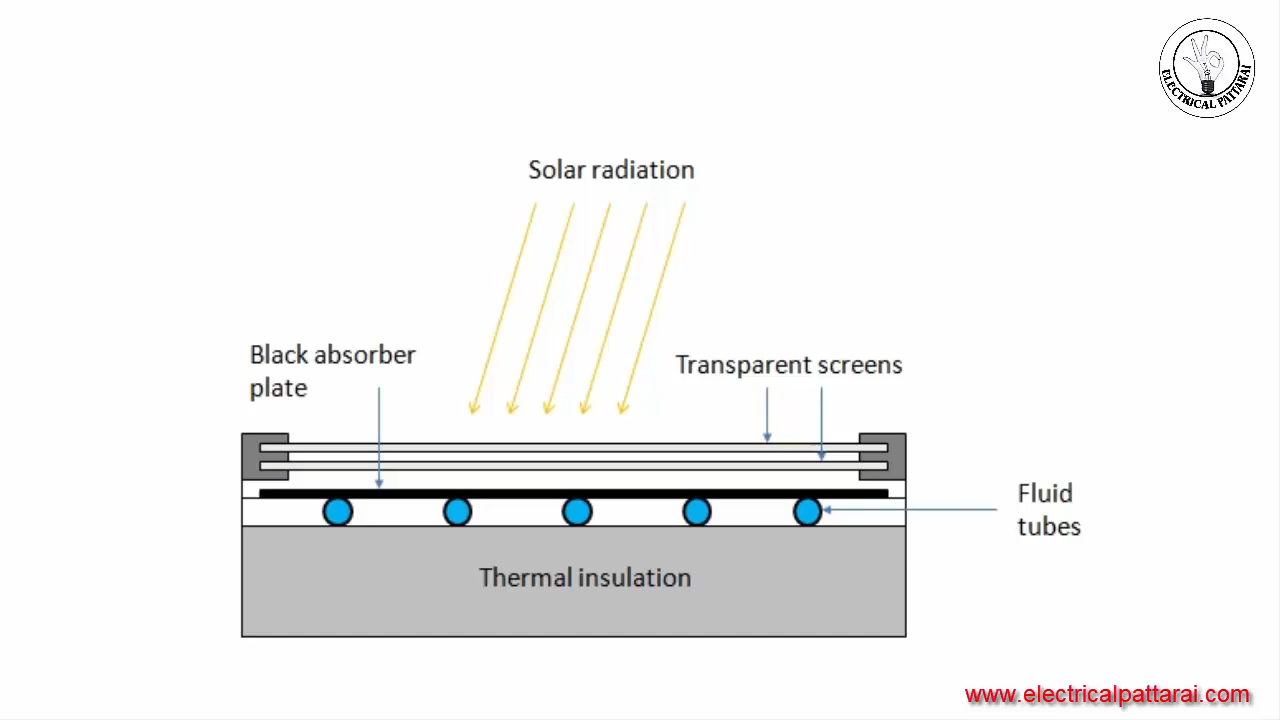 ELECTRICAL PATTARAI
Solar radiation
Black absorber
plate
Transparent screens
Fluid
tubes
Thermal insulation
www.electricalpattarai.com